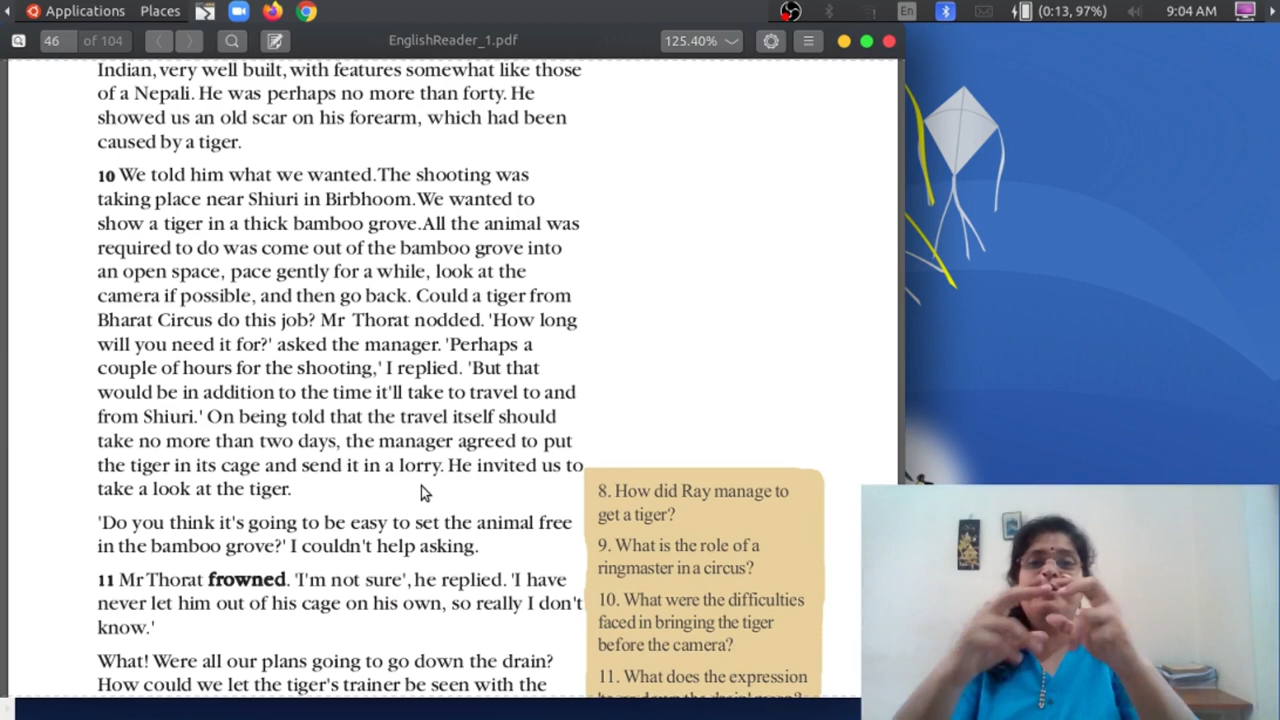 Applications Places En (0:13, 97%) 9:04 AM
46 of 104 EnglishReader_1.pdf 125.40%
Indian, very well built, with features somewhat like those
of a Nepali. He was perhaps no more than forty. He
showed us an old scar on his forearm, which had been
caused by a tiger.
10 We told him what we wanted.The shooting was
taking place near Shiuri in Birbhoom.We wanted to
show a tiger in a thick bamboo grove.All the animal was
required to do was come out of the bamboo grove into
an open space, pace gently for a while, look at the
camera if possible, and then go back. Could a tiger from
Bharat Circus do this job? Mr Thorat nodded. 'How long
will you need it for?' asked the manager. 'Perhaps a
couple of hours for the shooting,' I replied. 'But that
would be in addition to the time it'll take to travel to and
from Shiuri.' On being told that the travel itself should
take no more than two days, the manager agreed to put
the tiger in its cage and send it in a lorry. He invited us to
take a look at the tiger.
'Do you think it's going to be easy to set the animal free
in the bamboo grove?' I couldn't help asking.
11 Mr Thorat frowned. 'I'm not sure', he replied. 'I have
never let him out of his cage on his own, so really I don't
know.'
What! Were all our plans going to go down the drain?
How could we let the tiger's trainer be seen with the
8. How did Ray manage to
get a tiger?
9. What is the role of a
ringmaster in a circus?
10. What were the difficulties
faced in bringing the tiger
before the camera?
11. What does the expression
'to go down the drain' mean?